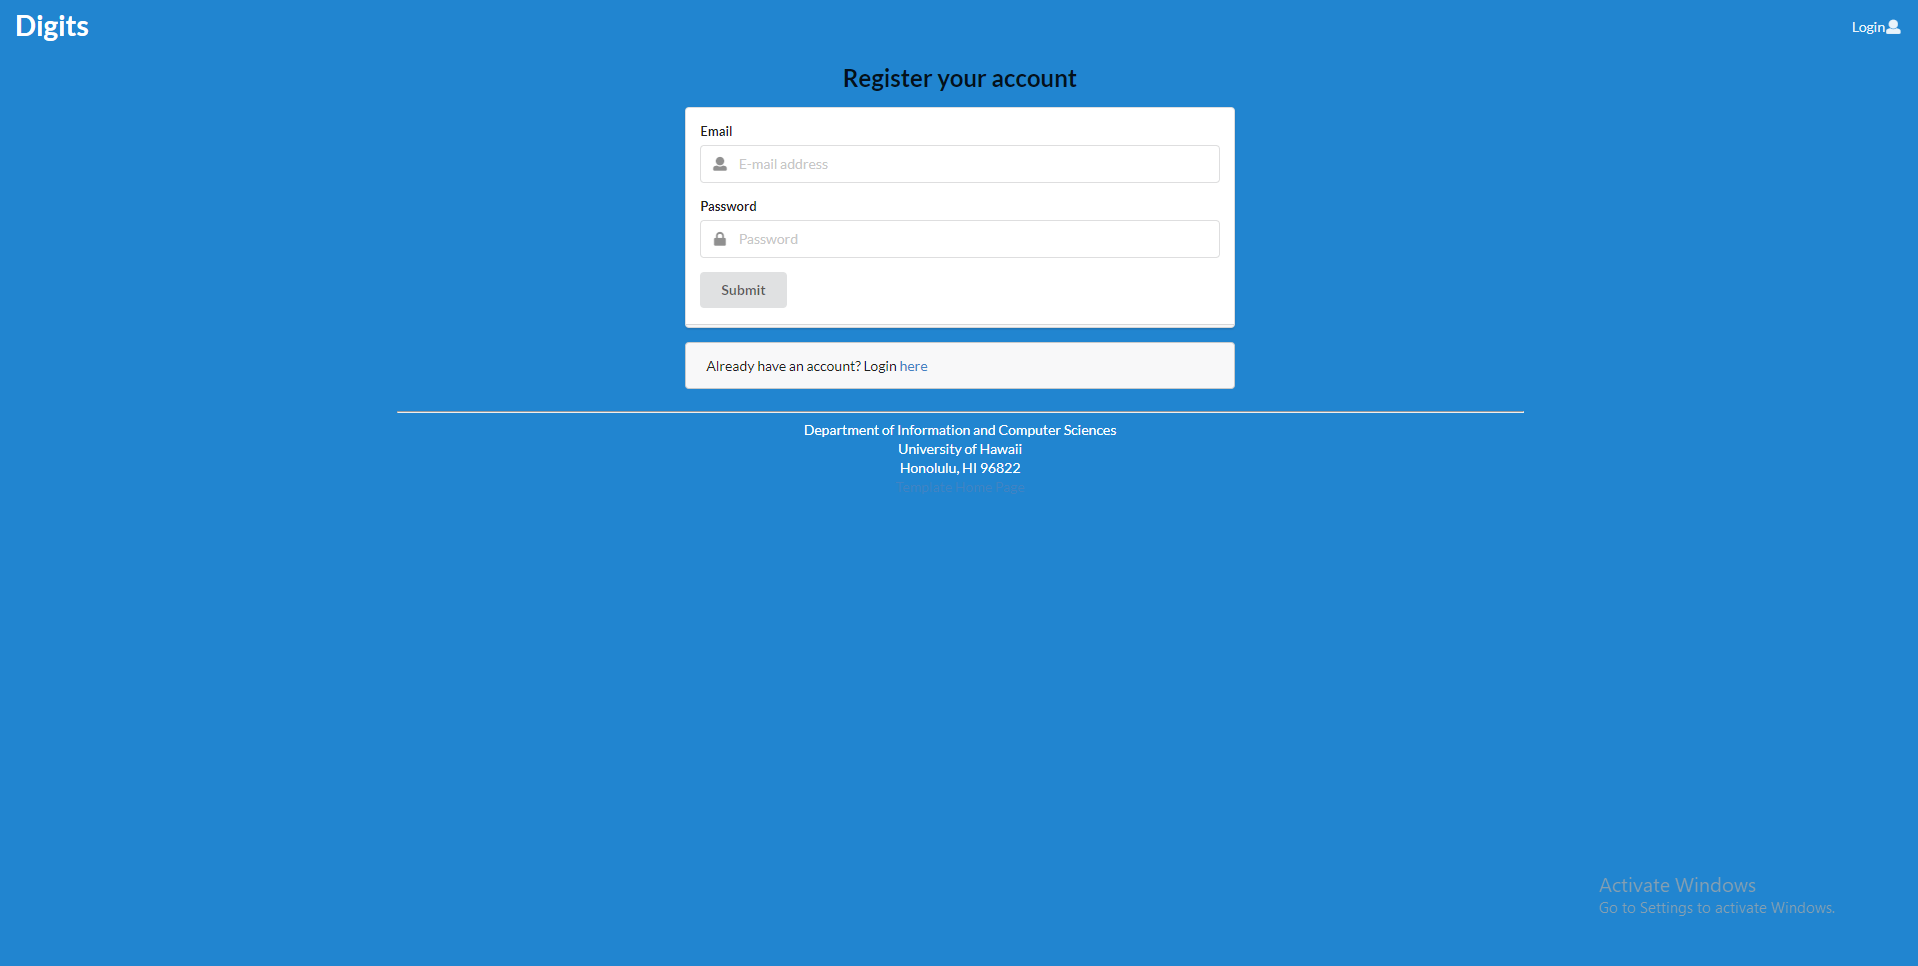 Digits
Login
Register your account
Email
E-mail address
Password
Password
Submit
Already have an account? Login here
Department of Information and Computer Sciences
University of Hawaii
Honolulu, HI 96822
Template Home Page
Activate Windows
Go to Settings to activate Windows.